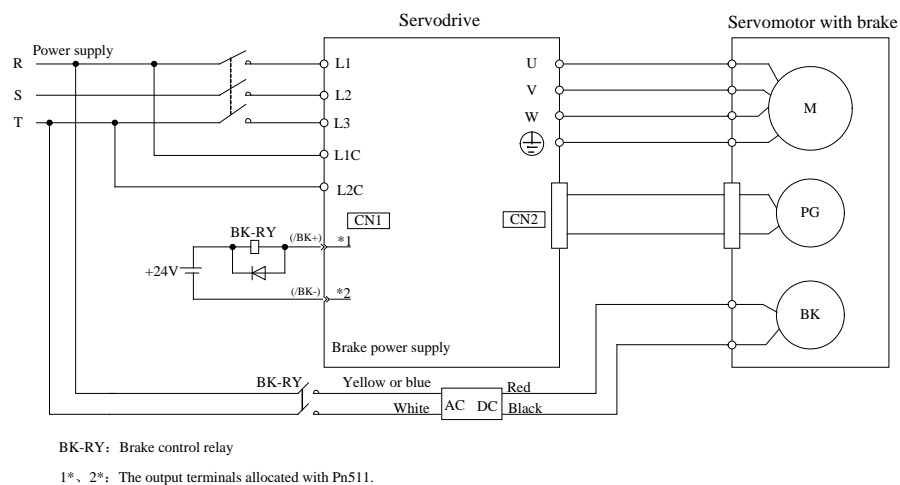 Servodrive
Servomotor with brake
Power supply
R
S
T
L1
L2
L3
L1C
L2C
U
V
W
M
CN1
CN2
PG
BK-RY
(/BK+)
*1
+24V
(/BK-)
*2
BK
Brake power supply
BK-RY
Yellow or blue
White
AC DC
Red
Black
BK-RY: Brake control relay
1*、2*: The output terminals allocated with Pn511.